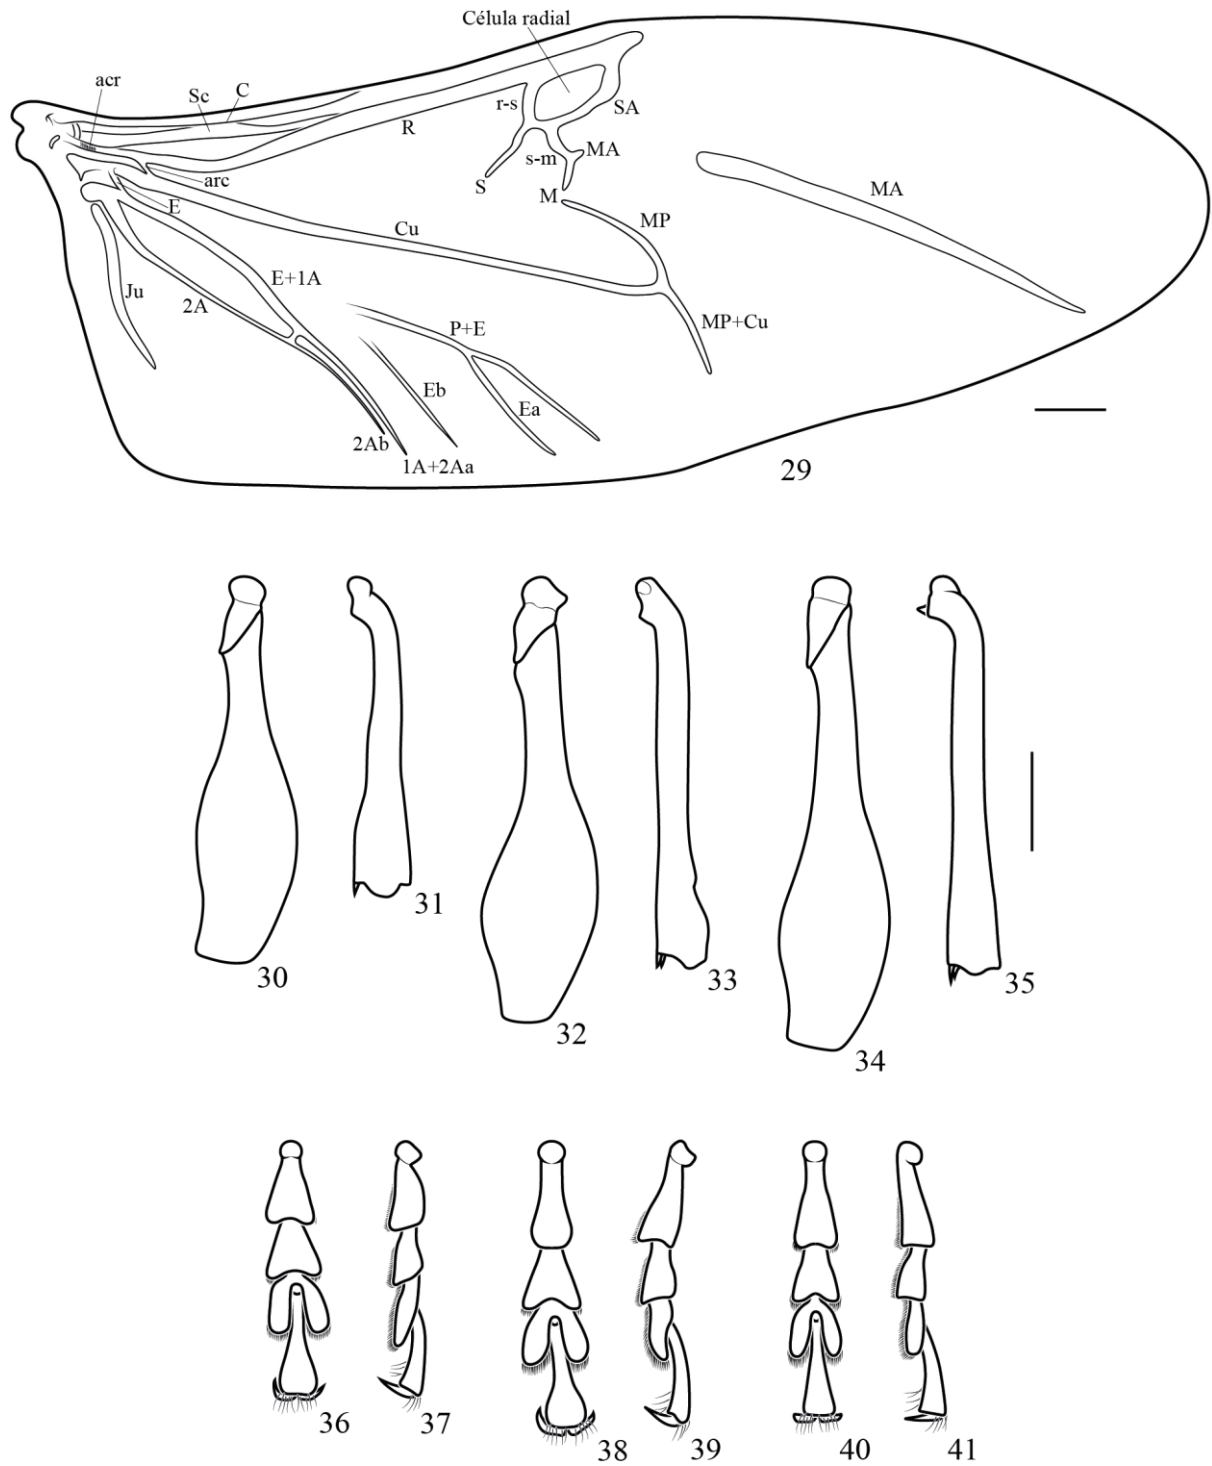 Célula radial
acr
Sc
C
r-s
R
SA
s-m
MA
S
M
MA
arc
E
Cu
MP
Ju
2A
E+1A
P+E
MP+Cu
Eb
Ea
2Ab
1A+2Aa
29
30
31
32
33
34
35
36
37
38
39
40
41